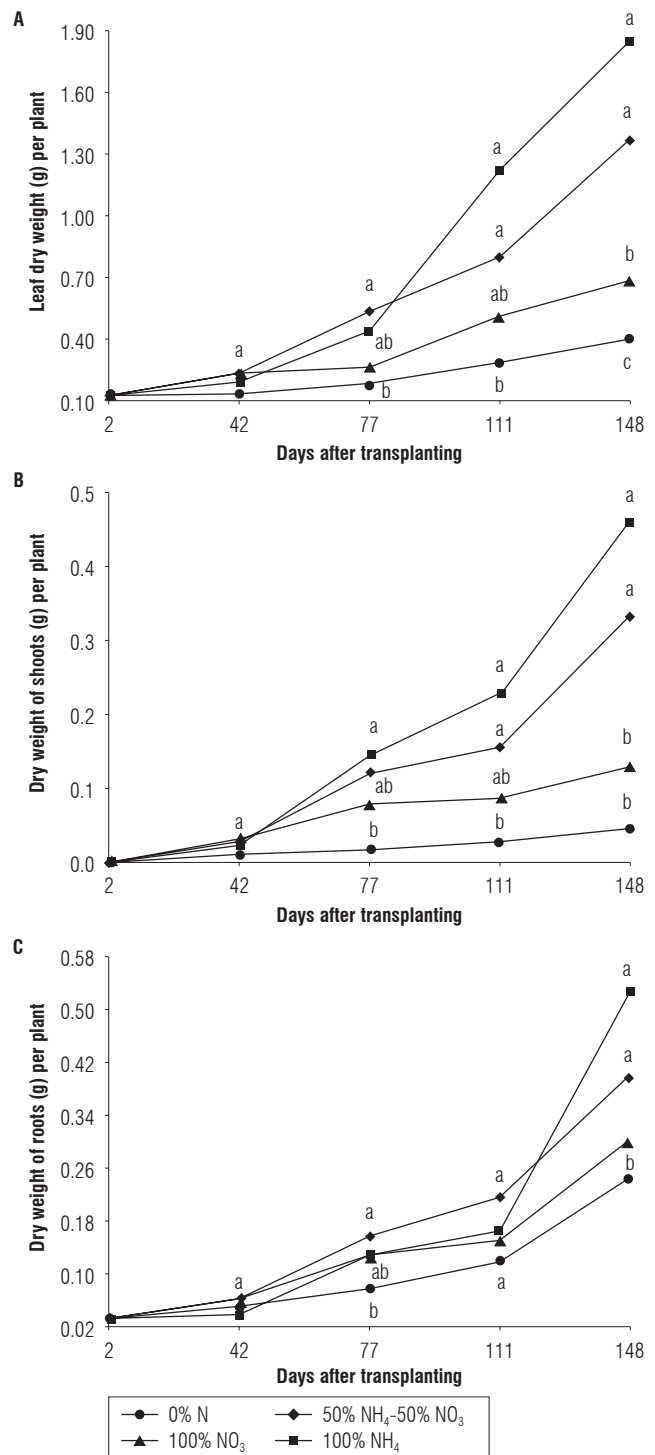 A
Leaf dry weight (g) per plant
1.90
1.60
1.30
1.00
0.70
0.40
0.10
a
a
a
a
a
b
a
ab
ab
b
b
c
2 42 77 111 148
Days after transplanting
B
Dry weight of shoots (g) per plant
0.5
0.4
0.3
0.2
0.1
0.0
a
a
a
a
a
b
ab
ab
a
b
b
b
2 42 77 111 148
Days after transplanting
C
Dry weight of roots (g) per plant
0.58
0.50
0.42
0.34
0.26
0.18
0.10
0.02
a
a
a
b
a
a
ab
b
a
2 42 77 111 148
Days after transplanting
0% N 50% NH₄-50% NO₃
100% NO₃ 100% NH₄